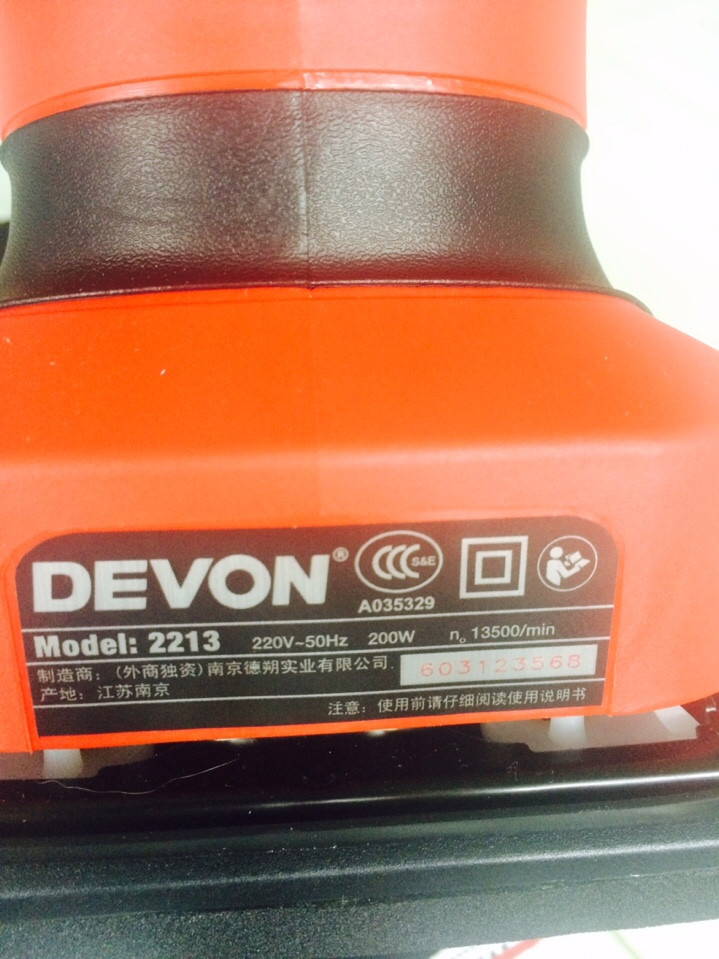 DEVON®
CCC S&E
A035329
Model: 2213 220V~50Hz 200W n₀ 13500/min
制造商：(外商独资)南京德朔实业有限公司.
603123568
产地：江苏南京
注意：使用前请仔细阅读使用说明书